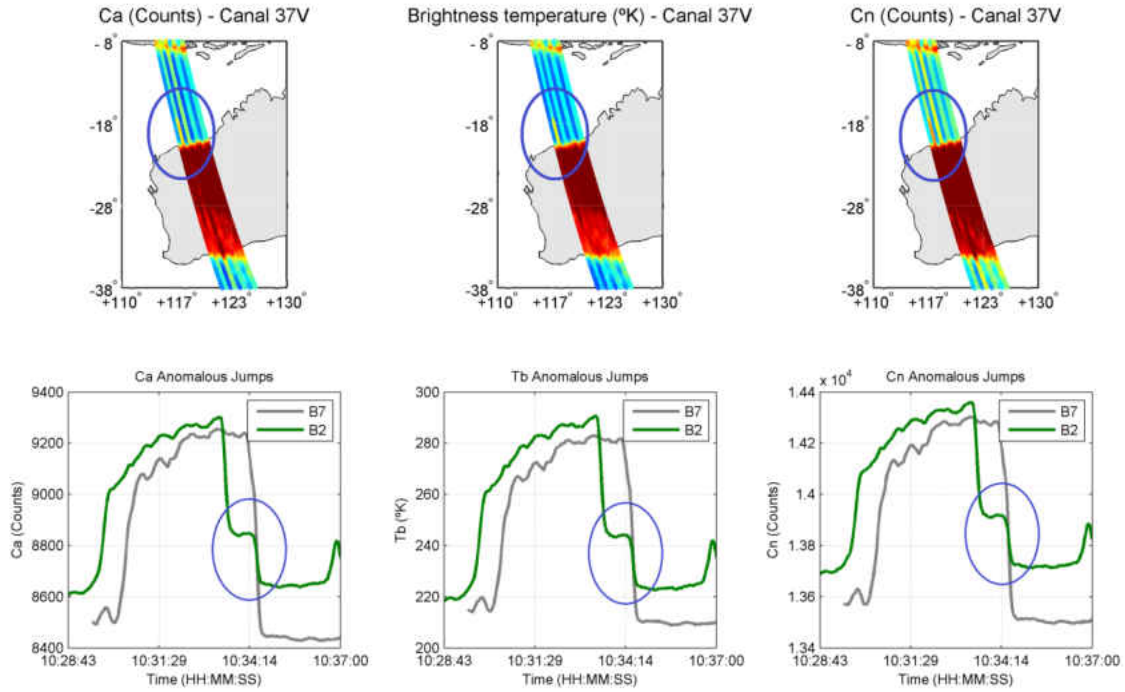 Ca (Counts) - Canal 37V
- 8°
-18°
-28°
-38°
+110° +117° +123° +130°
Brightness temperature (ºK) - Canal 37V
- 8°
-18°
-28°
-38°
+110° +117° +123° +130°
Cn (Counts) - Canal 37V
- 8°
-18°
-28°
-38°
+110° +117° +123° +130°
Ca Anomalous Jumps
Ca (Counts)
9400
9200
9000
8800
8600
8400
B7
B2
10:28:43 10:31:29 10:34:14 10:37:00
Time (HH:MM:SS)
Tb Anomalous Jumps
Tb (ºK)
300
280
260
240
220
200
B7
B2
10:28:43 10:31:29 10:34:14 10:37:00
Time (HH:MM:SS)
x 10⁴
Cn Anomalous Jumps
Cn (Counts)
1.44
1.42
1.4
1.38
1.36
1.34
B7
B2
10:28:43 10:31:29 10:34:14 10:37:00
Time (HH:MM:SS)